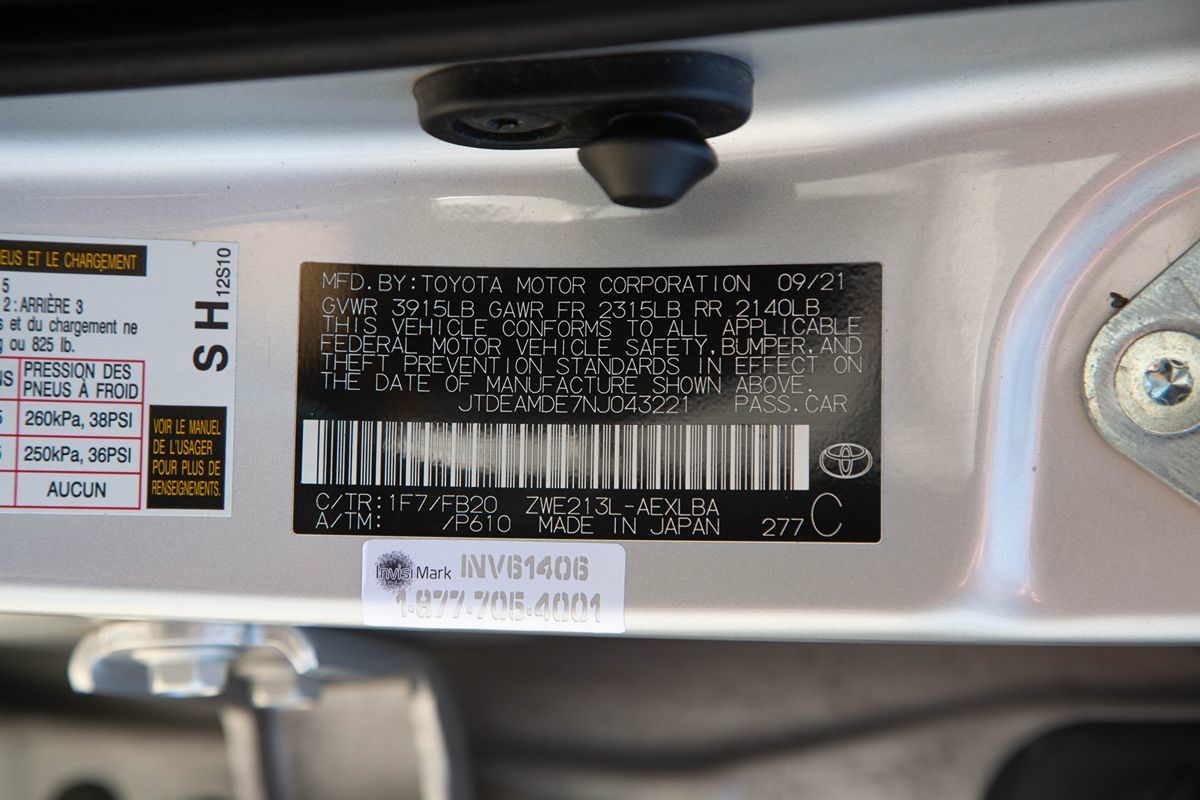 NEUS ET LE CHARGEMENT
5
2 : ARRIÈRE 3
s et du chargement ne
g ou 825 lb.
NS PRESSION DES PNEUS À FROID
5 260kPa, 38PSI
5 250kPa, 36PSI
AUCUN
VOIR LE MANUEL
DE L'USAGER
POUR PLUS DE
RENSEIGNEMENTS.
S H 12S10
MFD.BY:TOYOTA MOTOR CORPORATION 09/21
GVWR 3915LB GAWR FR 2315LB RR 2140LB
THIS VEHICLE CONFORMS TO ALL APPLICABLE
FEDERAL MOTOR VEHICLE SAFETY,BUMPER,AND
THEFT PREVENTION STANDARDS IN EFFECT ON
THE DATE OF MANUFACTURE SHOWN ABOVE.
JTDEAMDE7NJ043221 PASS.CAR
C/TR:1F7/FB20 ZWE213L-AEXLBA
A/TM: /P610 MADE IN JAPAN 277 C
InvisiMark INV61406
1-877-705-4001